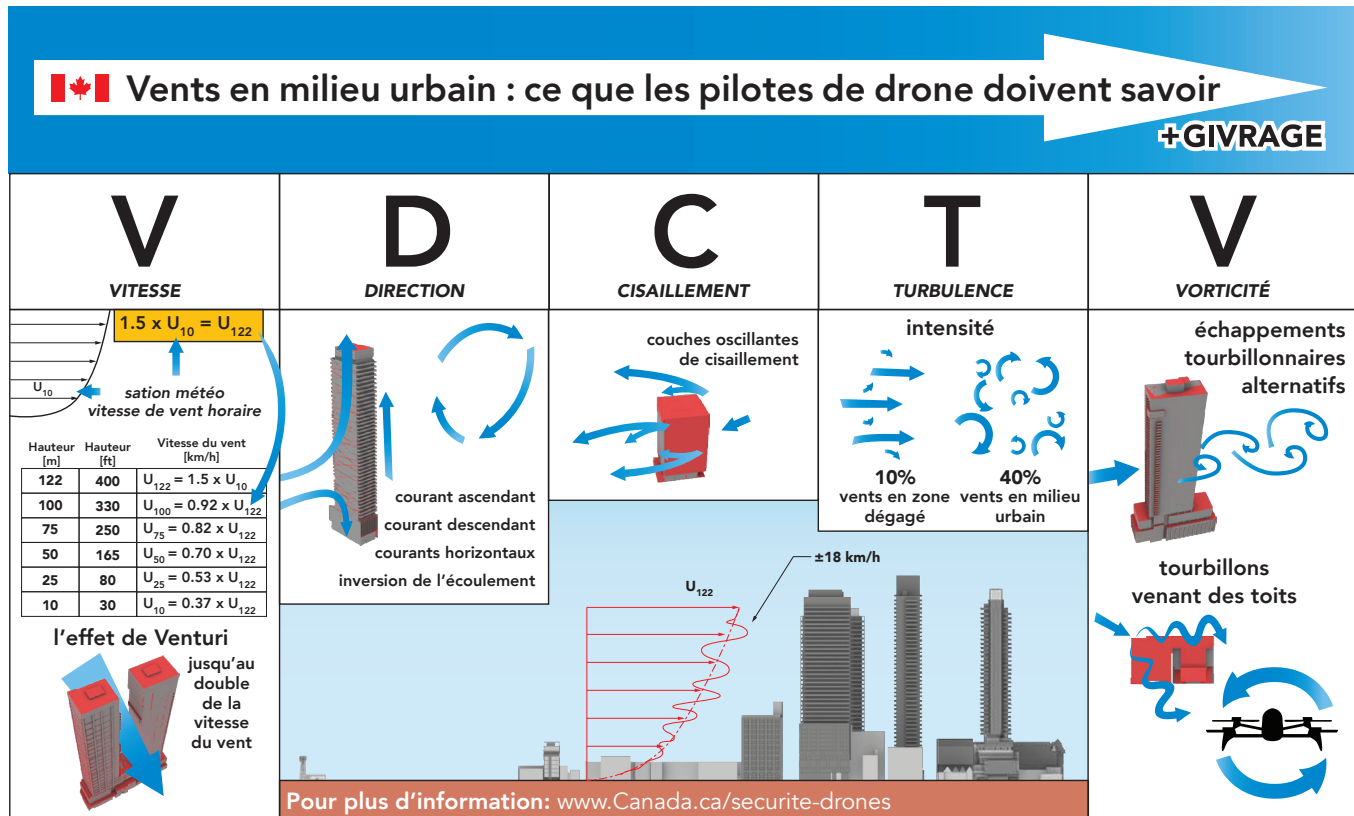 Vents en milieu urbain : ce que les pilotes de drone doivent savoir
+GIVRAGE
V
VITESSE
1.5 x U10 = U122
U10
sation météo
vitesse de vent horaire
Hauteur [m] Hauteur [ft] Vitesse du vent [km/h]
122 400 U122 = 1.5 x U10
100 330 U100 = 0.92 x U122
75 250 U75 = 0.82 x U122
50 165 U50 = 0.70 x U122
25 80 U25 = 0.53 x U122
10 30 U10 = 0.37 x U122
l'effet de Venturi
jusqu'au
double
de la
vitesse
du vent
D
DIRECTION
courant ascendant
courant descendant
courants horizontaux
inversion de l'écoulement
C
CISAILLEMENT
couches oscillantes
de cisaillement
T
TURBULENCE
intensité
10%
vents en zone
dégagé
40%
vents en milieu
urbain
V
VORTICITÉ
échappements
tourbillonnaires
alternatifs
tourbillons
venant des toits
±18 km/h
U122
Pour plus d'information: www.Canada.ca/securite-drones